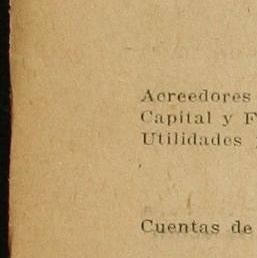 Acreedores
Capital y F
Utilidades
Cuentas de